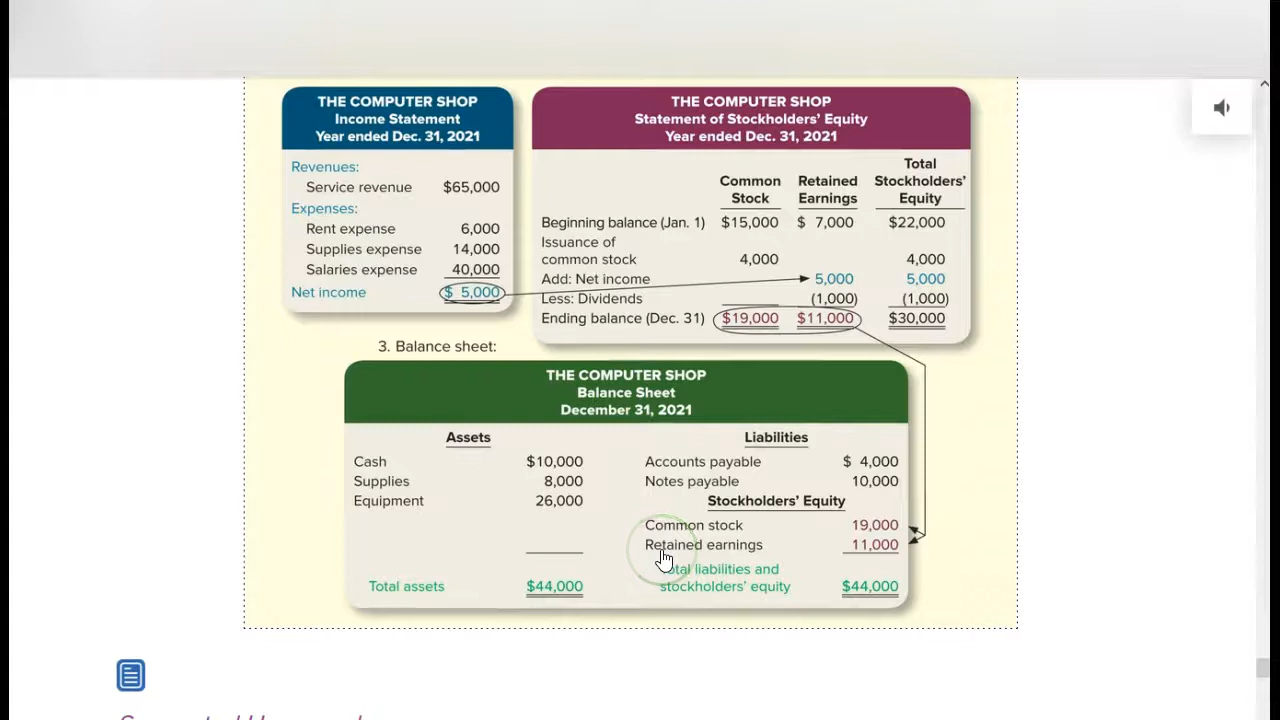 THE COMPUTER SHOP
Income Statement
Year ended Dec. 31, 2021
Revenues:
Service revenue $65,000
Expenses:
Rent expense 6,000
Supplies expense 14,000
Salaries expense 40,000
Net income $ 5,000
THE COMPUTER SHOP
Statement of Stockholders' Equity
Year ended Dec. 31, 2021
Common Stock Retained Earnings Total Stockholders' Equity
Beginning balance (Jan. 1) $15,000 $ 7,000 $22,000
Issuance of
common stock 4,000 4,000
Add: Net income 5,000 5,000
Less: Dividends (1,000) (1,000)
Ending balance (Dec. 31) $19,000 $11,000 $30,000
3. Balance sheet:
THE COMPUTER SHOP
Balance Sheet
December 31, 2021
Assets Liabilities
Cash $10,000 Accounts payable $ 4,000
Supplies 8,000 Notes payable 10,000
Equipment 26,000 Stockholders' Equity
Common stock 19,000
Retained earnings 11,000
liabilities and
Total assets $44,000 stockholders' equity $44,000